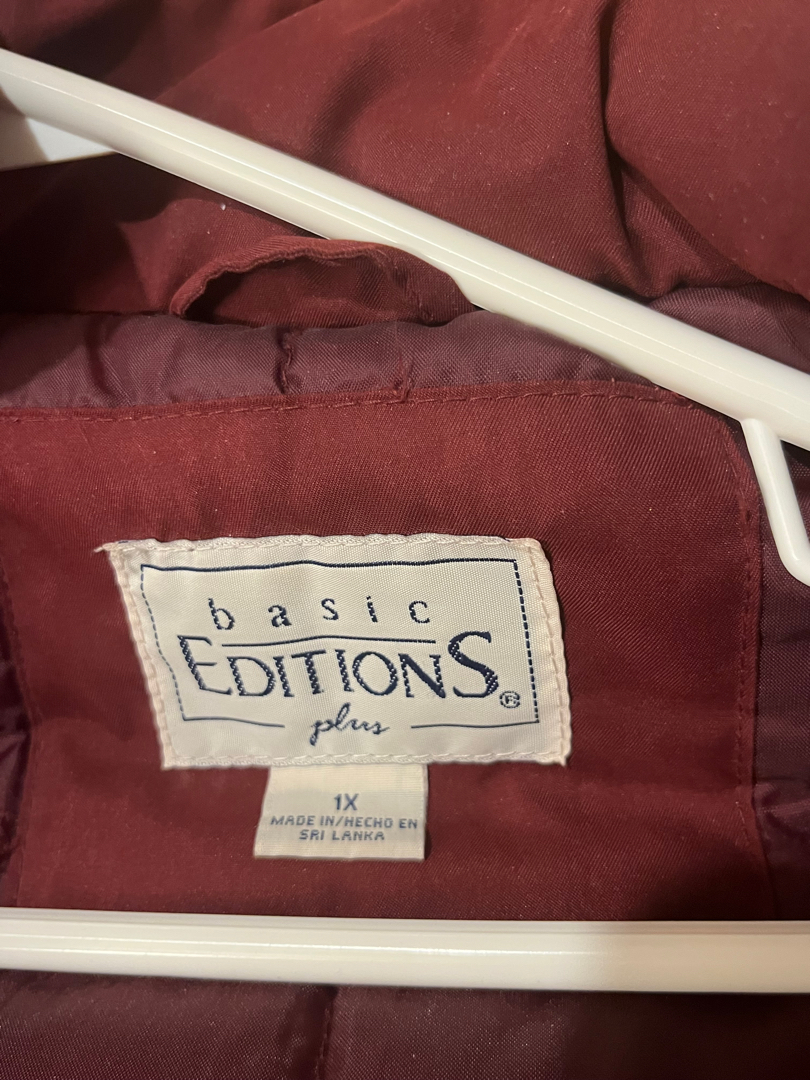 basic
EDITIONS®
plus
1X
MADE IN/HECHO EN
SRI LANKA